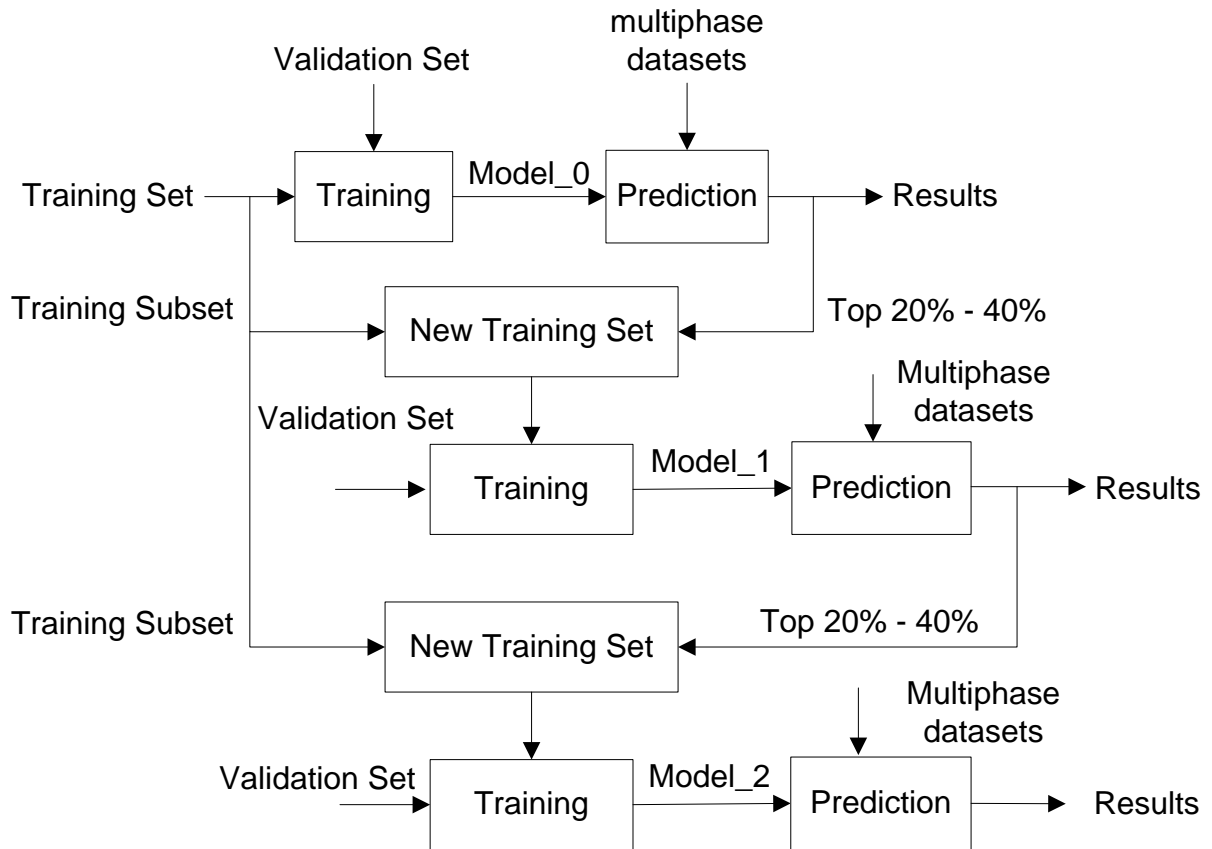 multiphase
datasets
Validation Set
Training Set
Training
Model_0
Prediction
Results
Training Subset
New Training Set
Top 20% - 40%
Multiphase
datasets
Validation Set
Training
Model_1
Prediction
Results
Training Subset
New Training Set
Top 20% - 40%
Multiphase
datasets
Validation Set
Training
Model_2
Prediction
Results